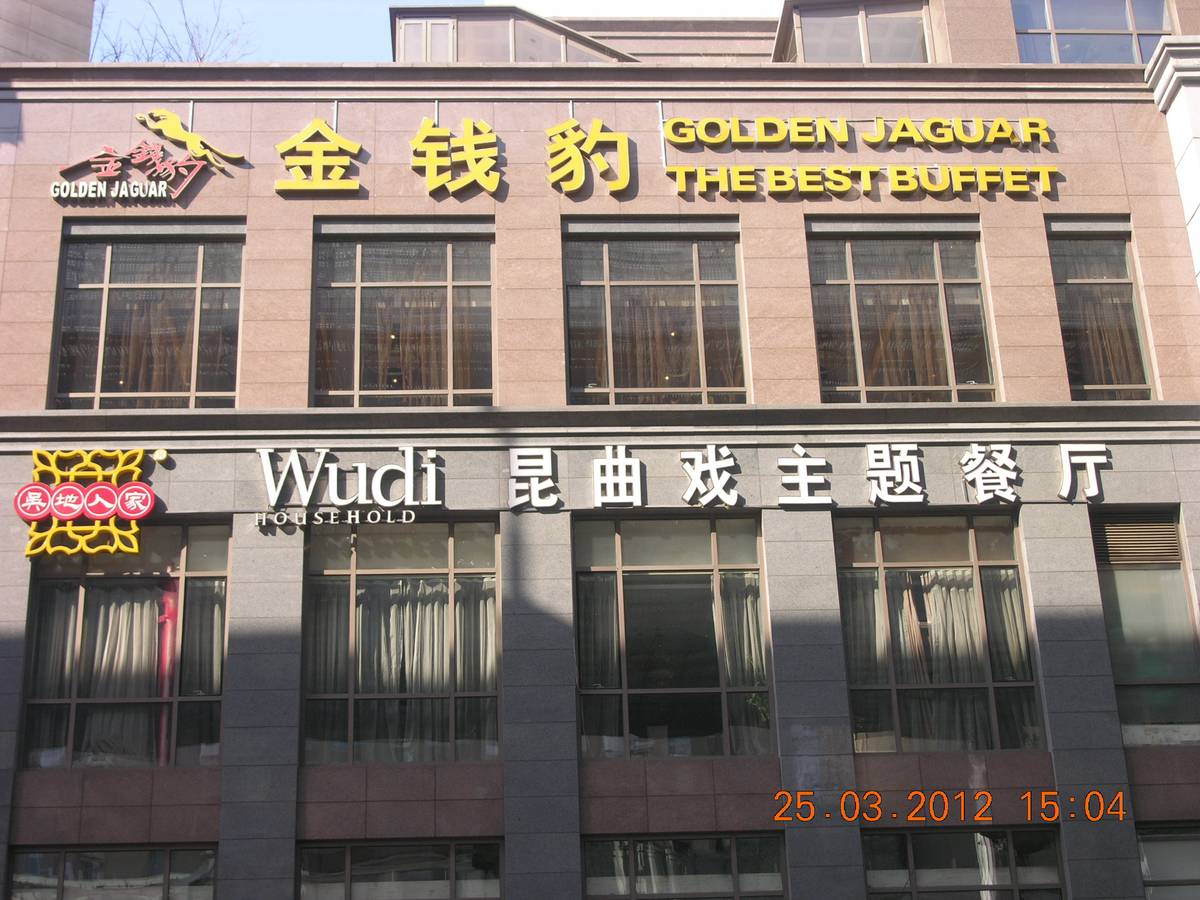 金钱豹
GOLDEN JAGUAR
金钱豹
GOLDEN JAGUAR
THE BEST BUFFET
吳地人家
Wudi
HOUSEHOLD
昆曲戏主题餐厅
25.03.2012 15:04